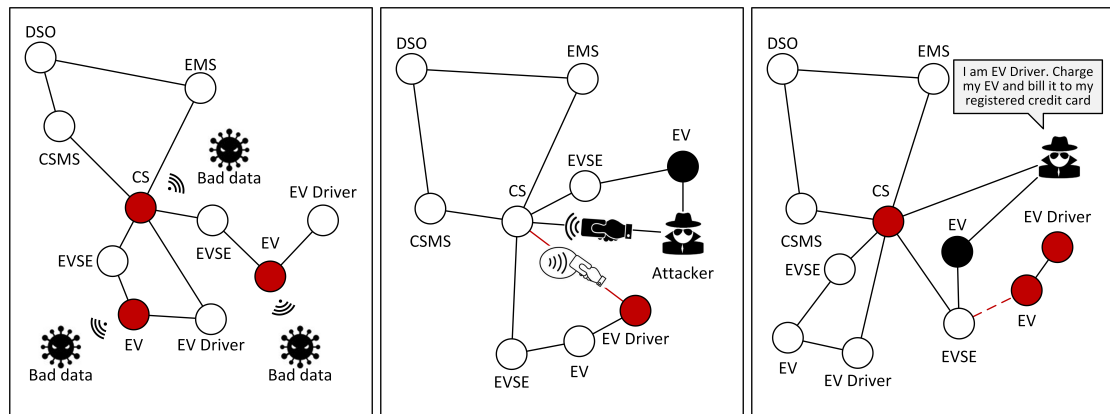 DSO
EMS
CSMS
Bad data
CS
EV Driver
EVSE
EV
EVSE
EV
EV Driver
Bad data
Bad data
DSO
EMS
EV
EVSE
CS
CSMS
Attacker
EV Driver
EVSE
EV
DSO
EMS
I am EV Driver. Charge
my EV and bill it to my
registered credit card
CS
EV Driver
EV
CSMS
EVSE
EV
EVSE
EV
EV Driver